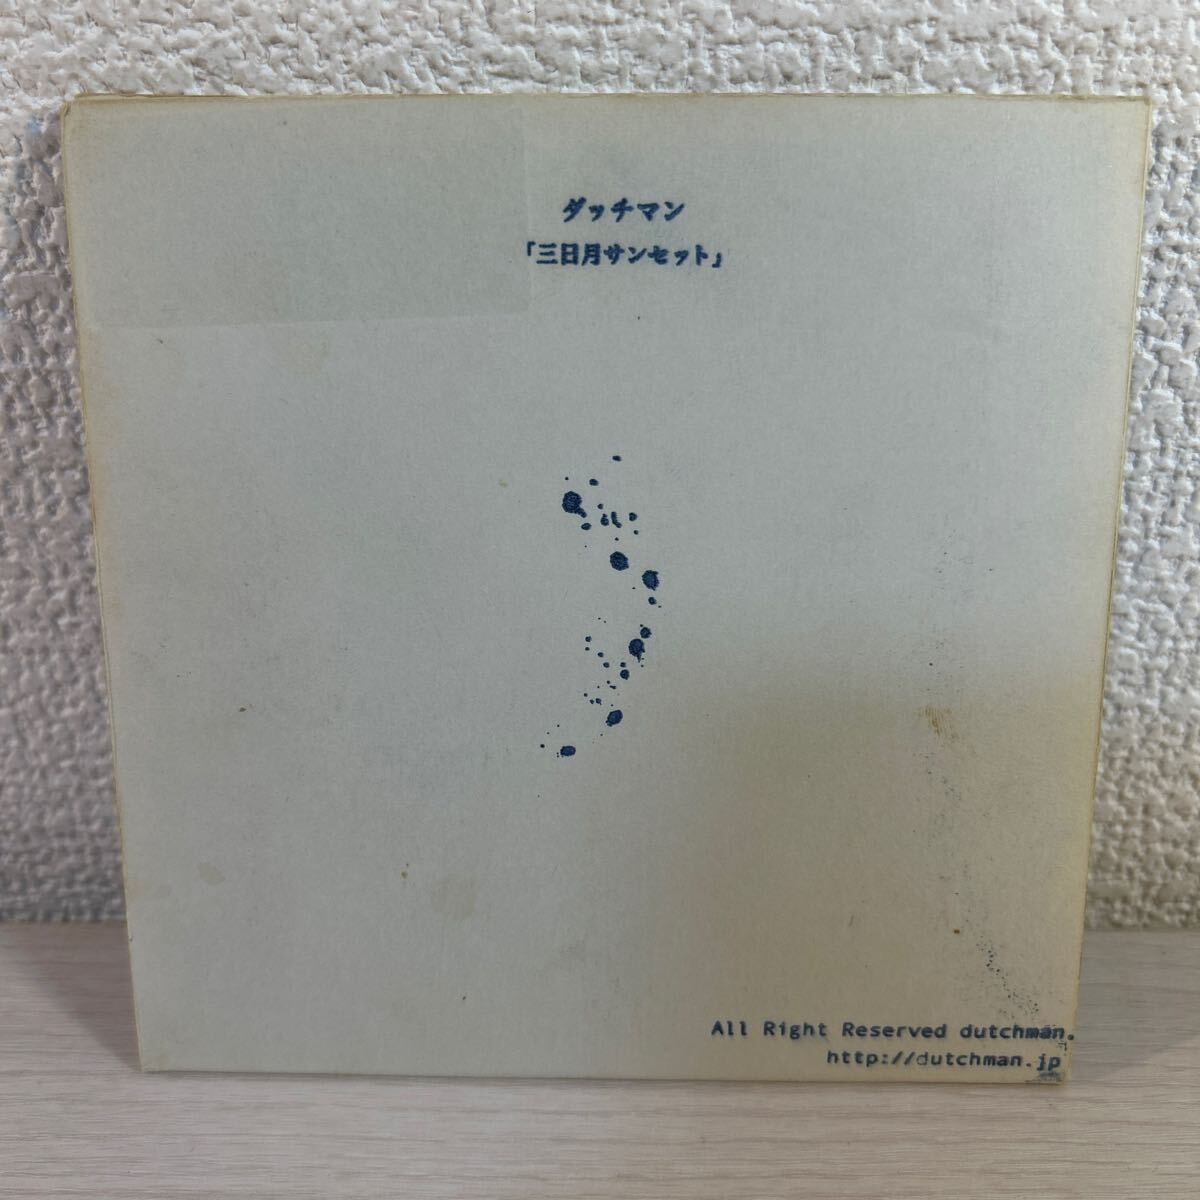 ダッチマン
「三日月サンセット」
All Right Reserved dutchman.
http://dutchman.jp